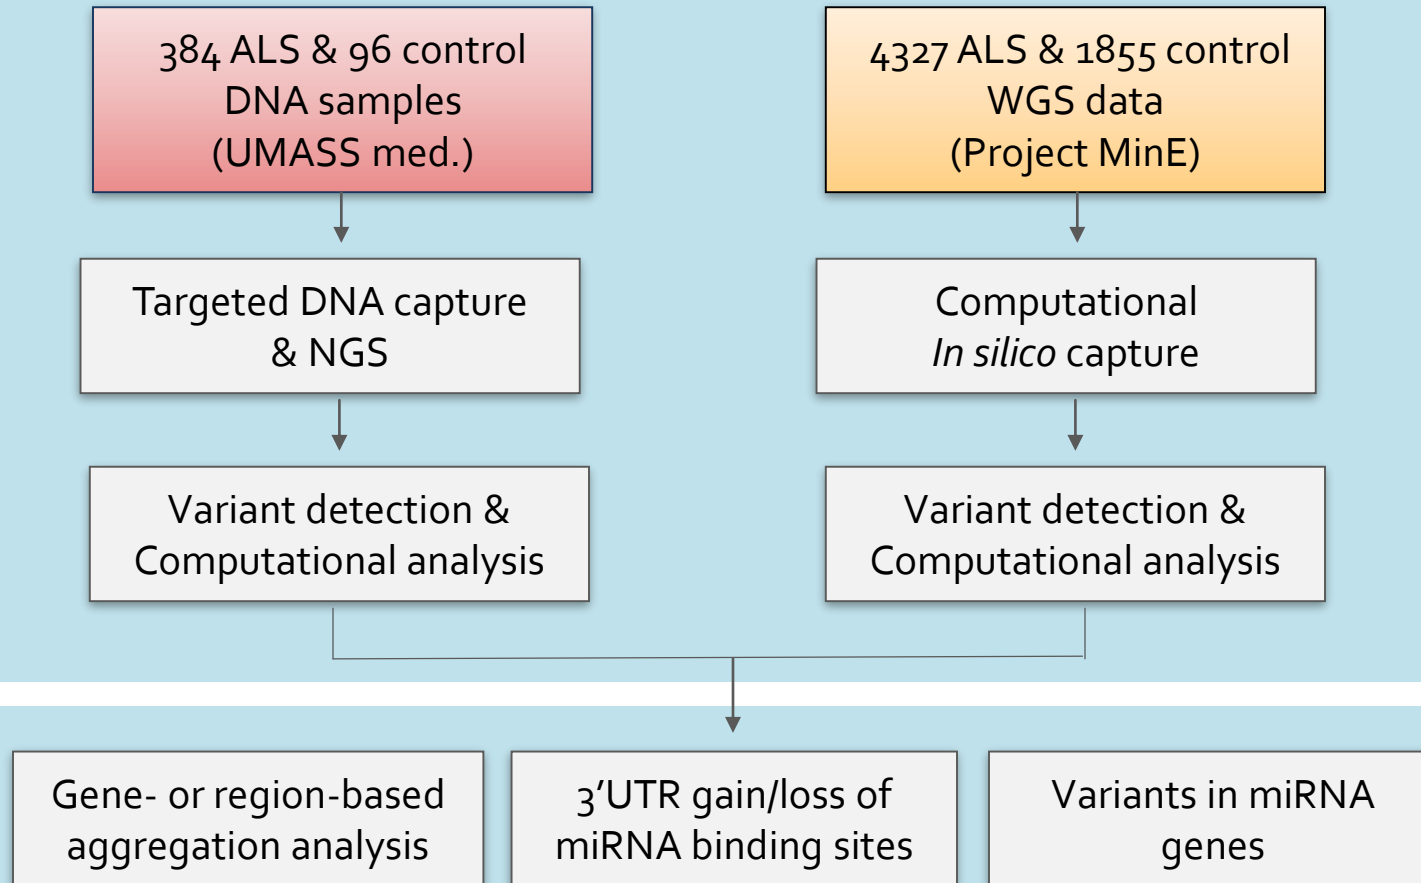 384 ALS & 96 control
DNA samples
(UMASS med.)
4327 ALS & 1855 control
WGS data
(Project MinE)
Targeted DNA capture
& NGS
Computational
In silico capture
Variant detection &
Computational analysis
Variant detection &
Computational analysis
Gene- or region-based
aggregation analysis
3’UTR gain/loss of
miRNA binding sites
Variants in miRNA
genes